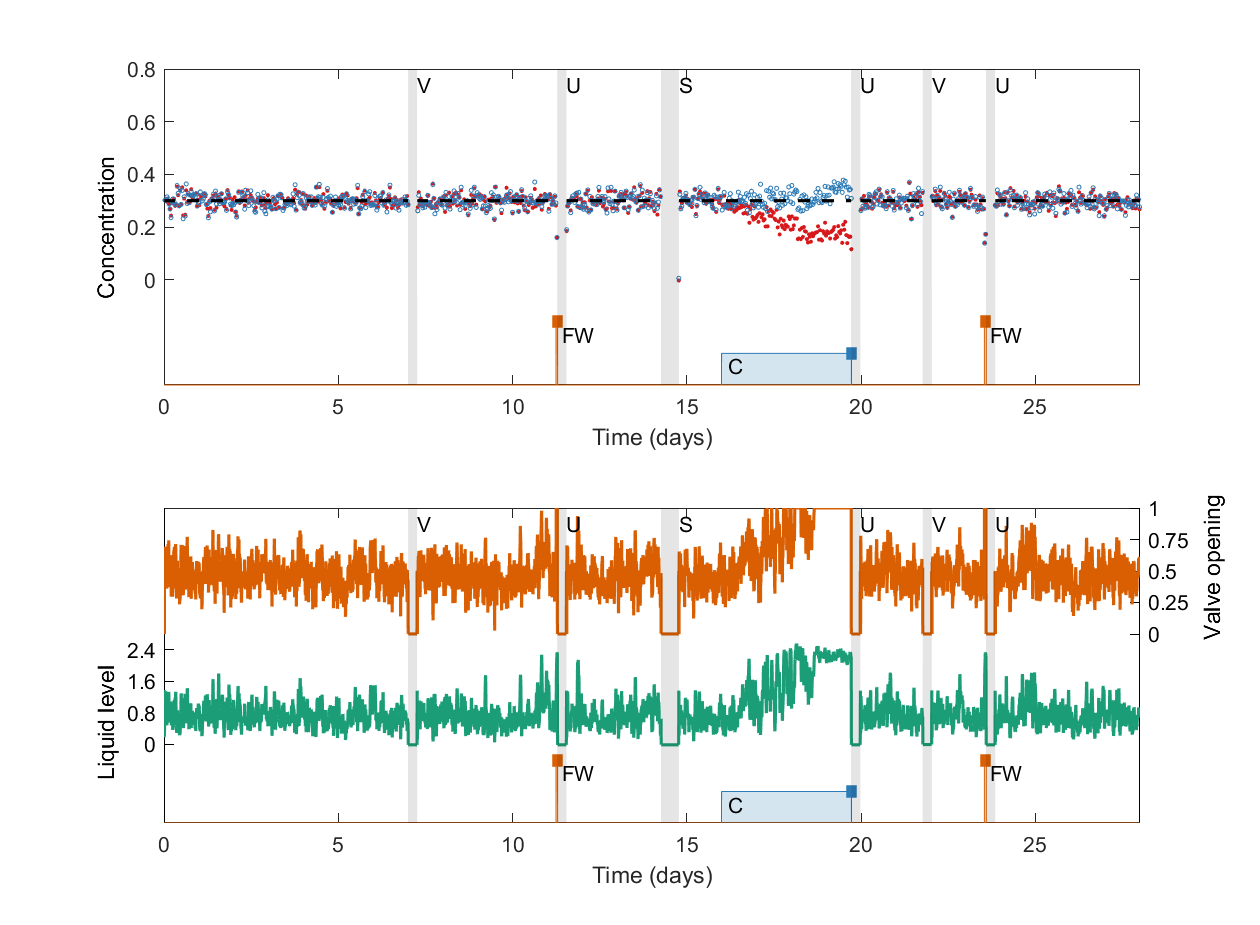 0.8
0.6
0.4
0.2
0
Concentration
V
U
S
U
V
U
FW
C
FW
0
5
10
15
20
25
Time (days)
V
U
S
U
V
U
1
0.75
0.5
0.25
0
Valve opening
2.4
1.6
0.8
0
Liquid level
FW
C
FW
0
5
10
15
20
25
Time (days)